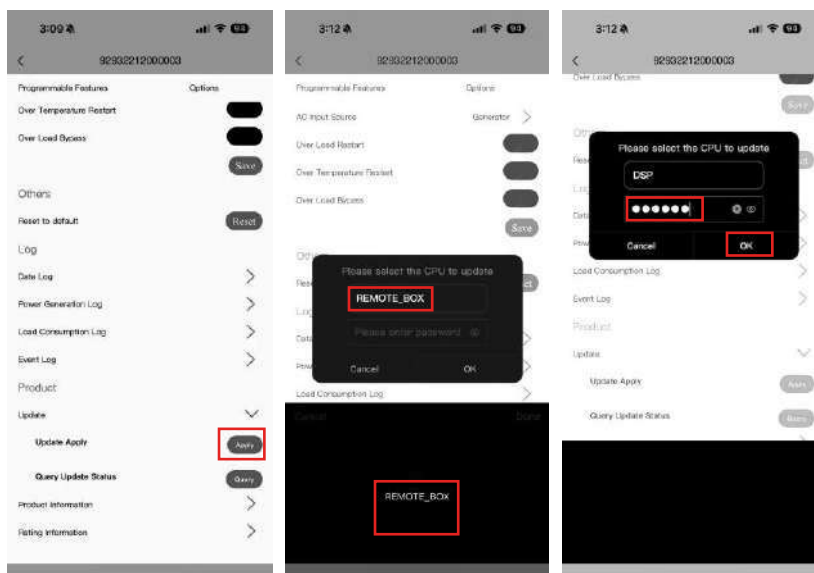 3:09
94
92932212000003
Programmable Features Options
Over Temperature Restart
Over Load Bypass
Save
Others
Reset to default Reset
Log
Data Log
Power Generation Log
Load Consumption Log
Event Log
Product
Update
Update Apply Apply
Query Update Status Query
Product Information
Rating Information
3:12
94
92932212000003
Programmable Features Options
AC Input Source Generator
Over Load Restart
Over Temperature Restart
Over Load Bypass
Save
Please select the CPU to update
REMOTE_BOX
Please enter password
Cancel OK
Load Consumption Log
Cancel Done
REMOTE_BOX
3:12
94
92932212000003
Over Load Bypass
Save
Please select the CPU to update
DSP
Cancel OK
Load Consumption Log
Event Log
Product
Update
Update Apply Apply
Query Update Status Query